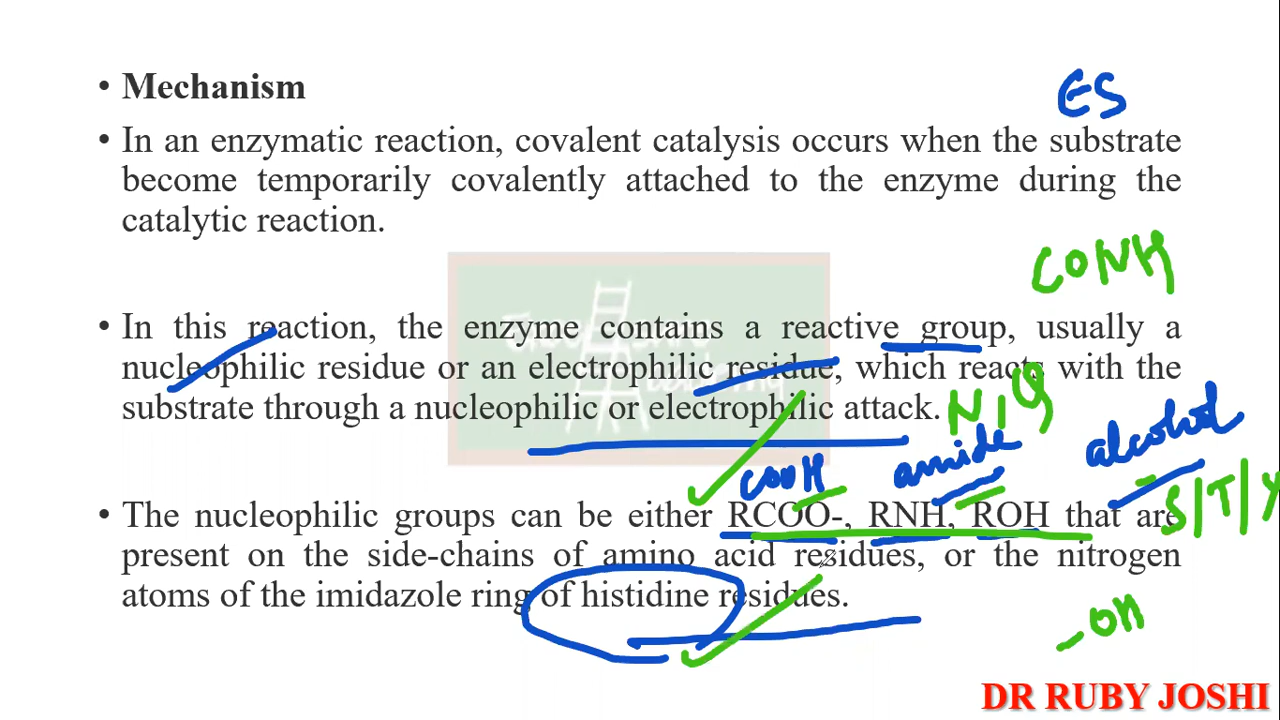 • Mechanism
ES
• In an enzymatic reaction, covalent catalysis occurs when the substrate
become temporarily covalently attached to the enzyme during the
catalytic reaction.
CONH
• In this reaction, the enzyme contains a reactive group, usually a
nucleophilic residue or an electrophilic residue, which reacts with the
substrate through a nucleophilic or electrophilic attack.
N, Q
COOH amide alcohol
S/T/Y
• The nucleophilic groups can be either RCOO-, RNH, ROH that are
present on the side-chains of amino acid residues, or the nitrogen
atoms of the imidazole ring of histidine residues.
-OH
DR RUBY JOSHI